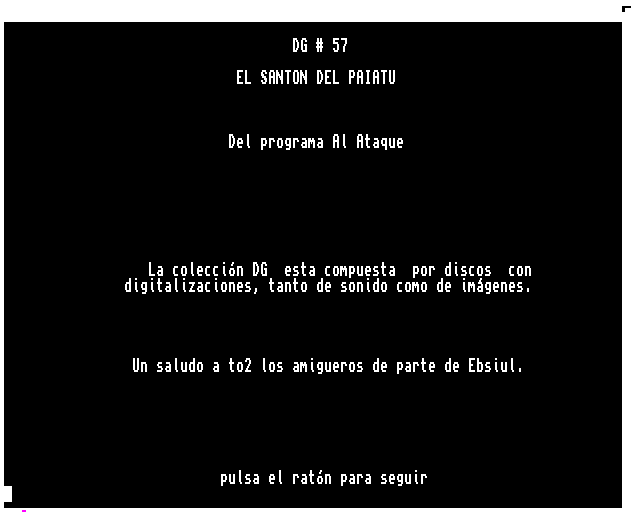 DG # 57
EL SANTON DEL PAIATU
Del programa Al Ataque
La colección DG  esta compuesta  por discos  con
digitalizaciones, tanto de sonido como de imágenes.
Un saludo a to2 los amigueros de parte de Ebsiul.
pulsa el ratón para seguir